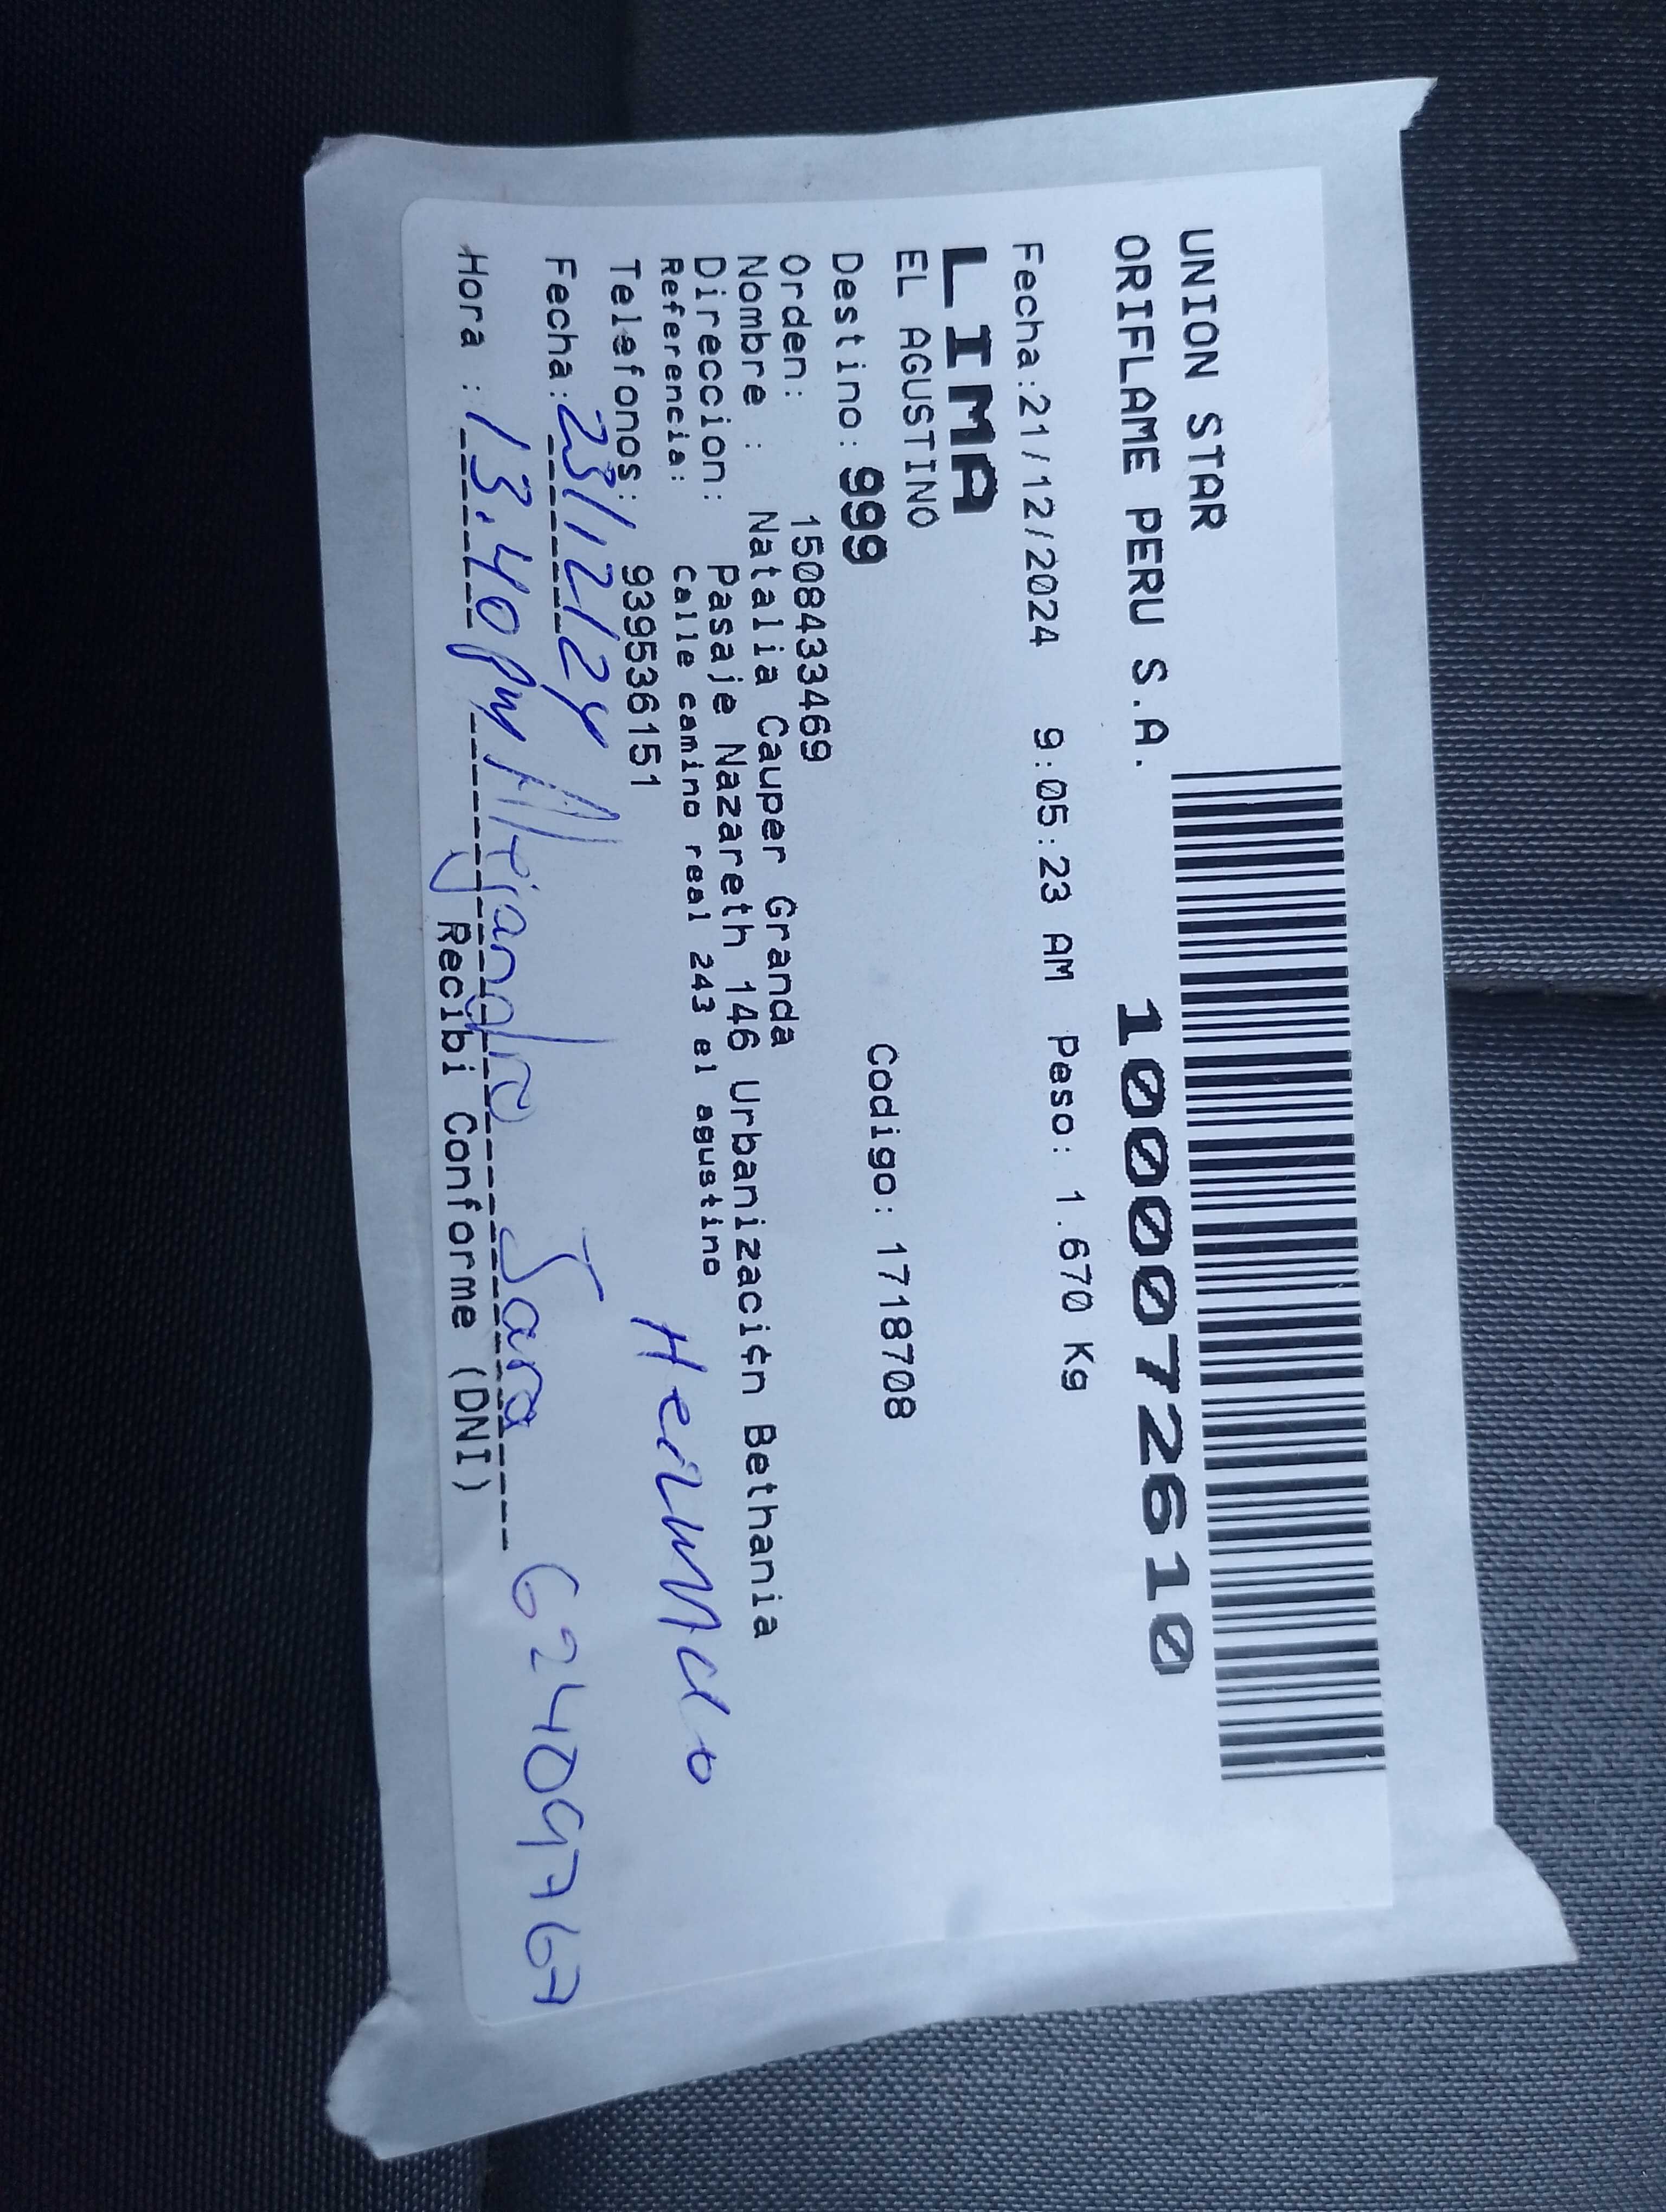 UNION STAR
ORIFLAME PERU S.A.
10000726610
Fecha:21/12/2024 9:05:23 AM Peso: 1.670 Kg
LIMA
EL AGUSTINO
Destino: 999 Codigo: 1718708
Orden: 1508433469
Nombre : Natalia Cauper Granda
Direccion: Pasaje Nazareth 146 Urbanizaci¢n Bethania
Referencia: Calle camino real 243 el agustino
Telefonos: 939536151
Hermano
Fecha: 23/12/24
Hora : 13:40 pm Alejandro Jara 62409767
Recibi Conforme (DNI)